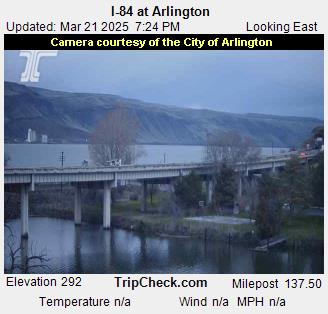 I-84 at Arlington
Updated: Mar 21 2025 7:24 PM Looking East
Camera courtesy of the City of Arlington
Elevation 292 TripCheck.com Milepost 137.50
Temperature n/a Wind n/a MPH n/a